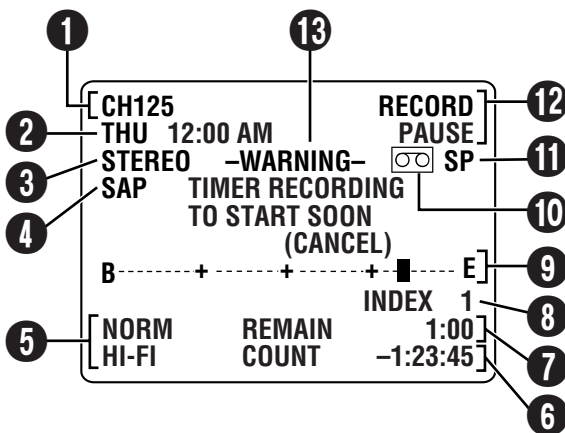 1 13
CH125 RECORD 12
2 THU 12:00 AM PAUSE
3 STEREO –WARNING– SP 11
4 SAP TIMER RECORDING 10
TO START SOON
(CANCEL)
B + + + E 9
INDEX 1 8
5 NORM REMAIN 1:00 7
HI-FI COUNT –1:23:45 6